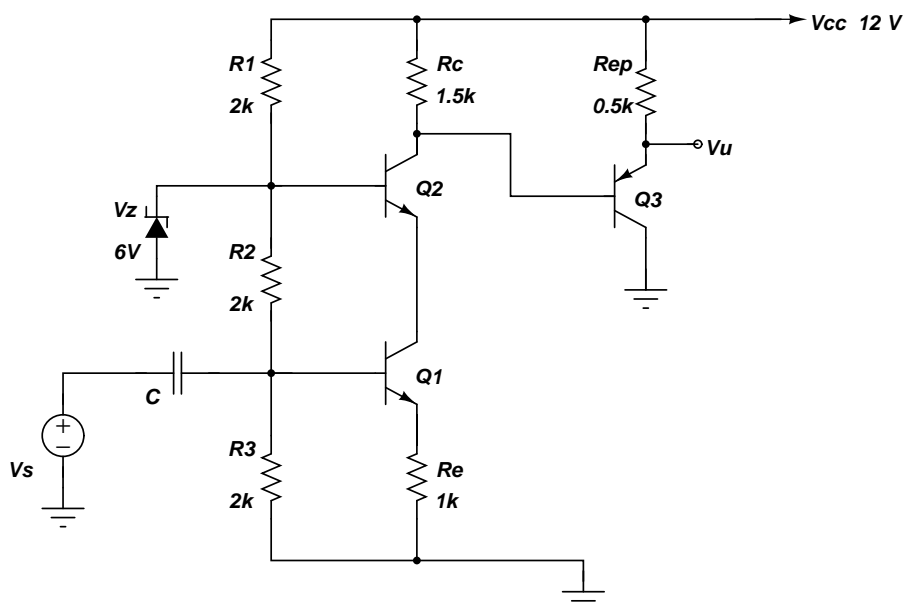 Vcc 12 V
R1
2k
Rc
1.5k
Rep
0.5k
Vu
Q2
Q3
Vz
6V
R2
2k
Q1
C
Vs
R3
2k
Re
1k